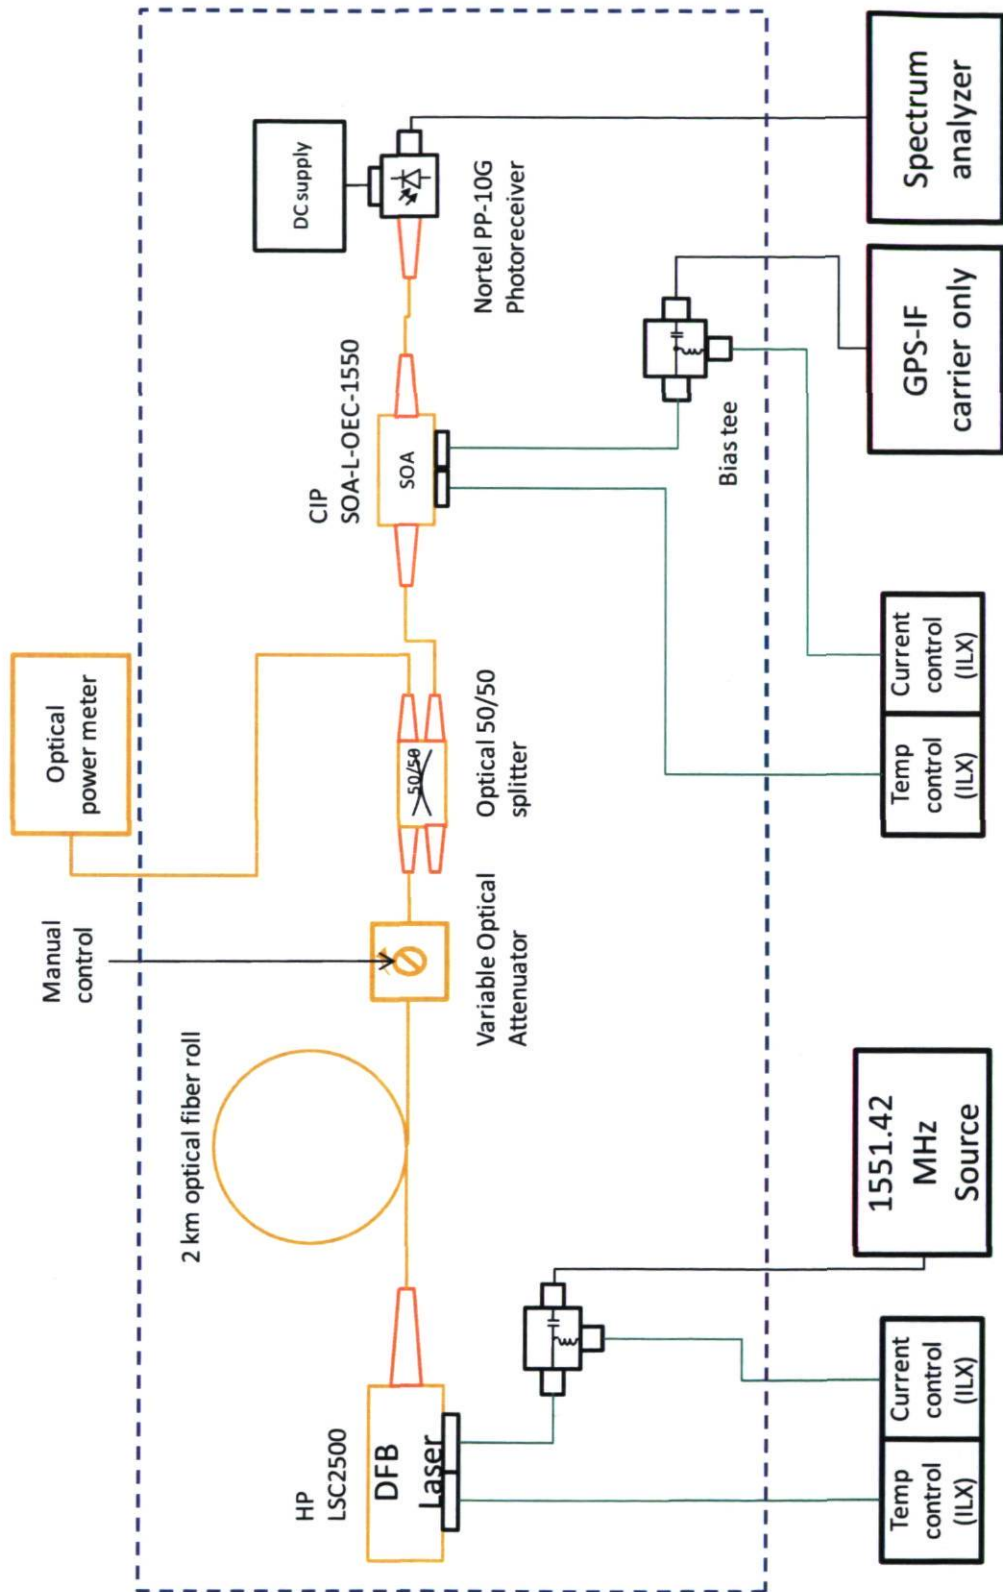 Optical
power meter
Manual
control
2 km optical fiber roll
HP
LSC2500
DFB
Laser
Variable Optical
Attenuator
50/50
Optical 50/50
splitter
CIP
SOA-L-OEC-1550
SOA
DC supply
Nortel PP-10G
Photoreceiver
Bias tee
Temp
control
(ILX)
Current
control
(ILX)
1551.42
MHz
Source
Temp
control
(ILX)
Current
control
(ILX)
GPS-IF
carrier only
Spectrum
analyzer